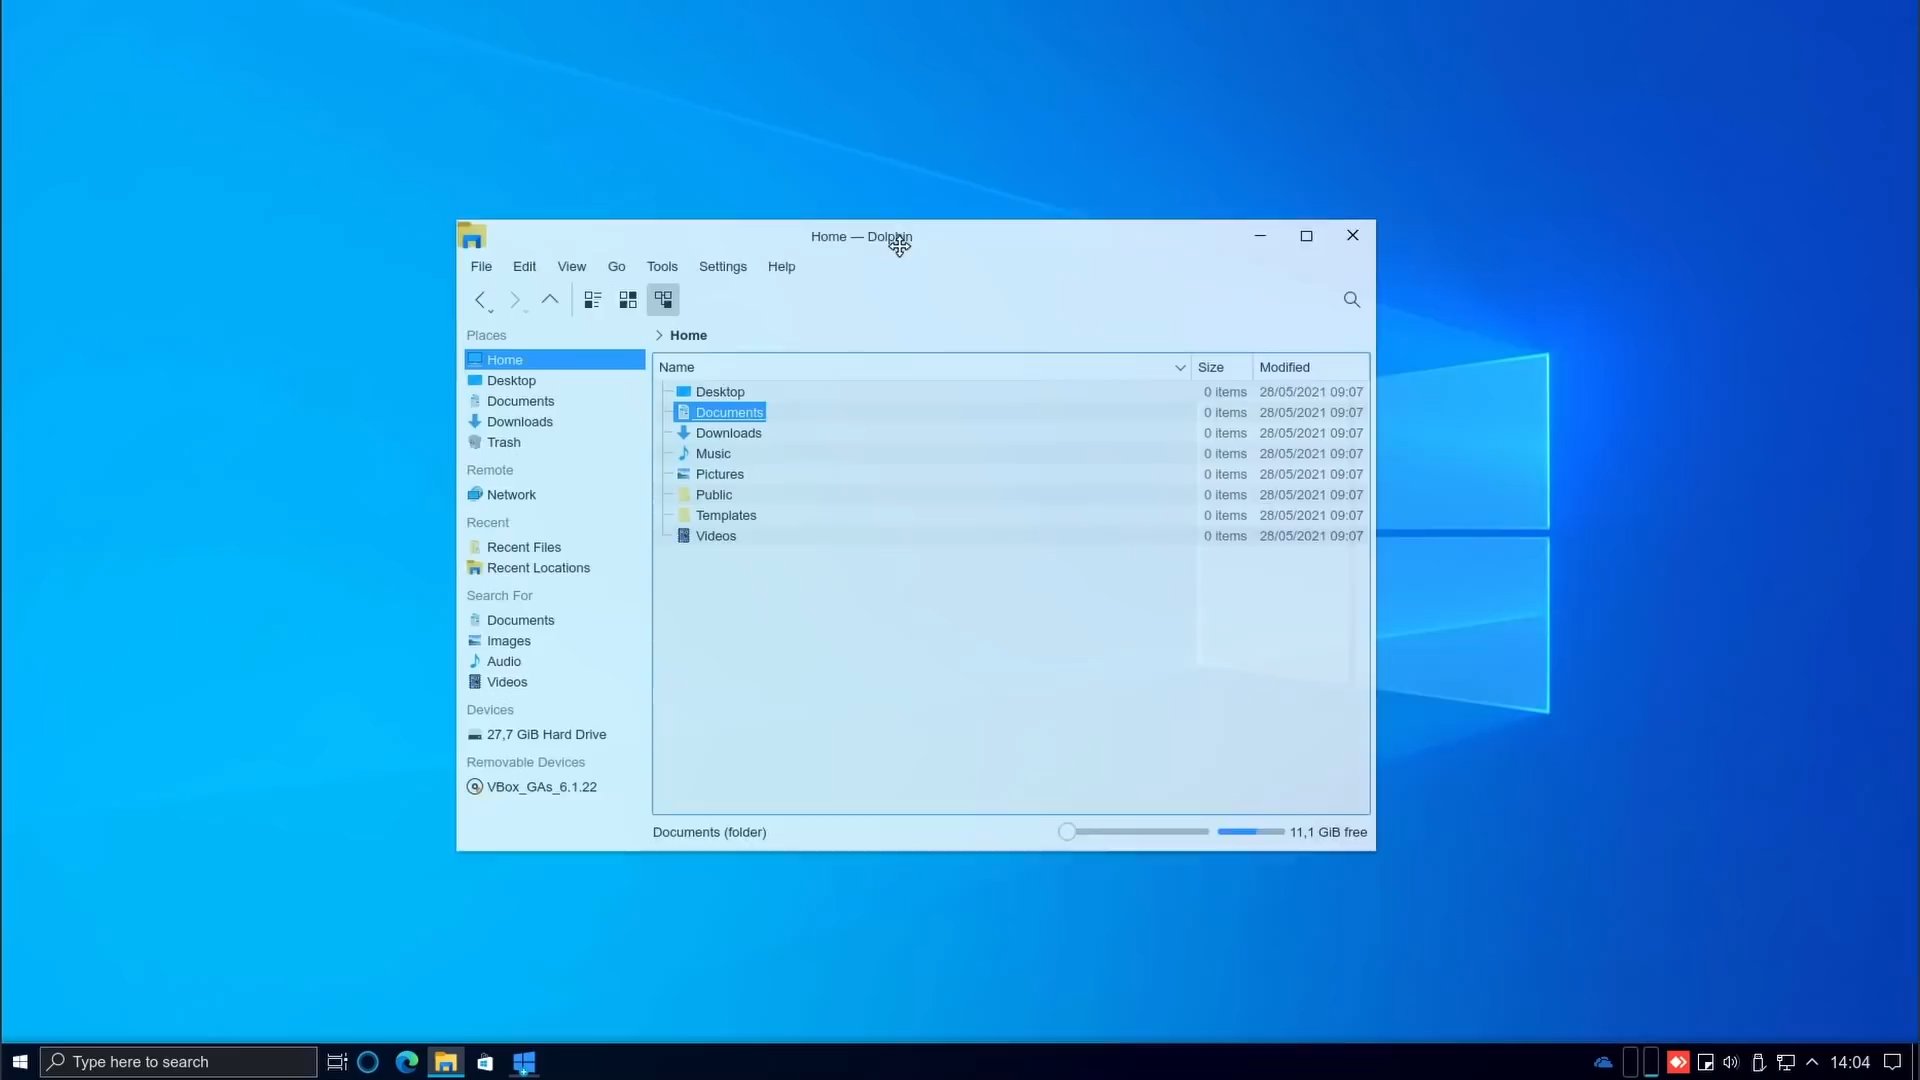 Home — Dolphin
File Edit View Go Tools Settings Help
Places
Home
Desktop
Documents
Downloads
Trash
Remote
Network
Recent
Recent Files
Recent Locations
Search For
Documents
Images
Audio
Videos
Devices
27,7 GiB Hard Drive
Removable Devices
VBox_GAs_6.1.22
Home
Name Size Modified
Desktop 0 items 28/05/2021 09:07
Documents 0 items 28/05/2021 09:07
Downloads 0 items 28/05/2021 09:07
Music 0 items 28/05/2021 09:07
Pictures 0 items 28/05/2021 09:07
Public 0 items 28/05/2021 09:07
Templates 0 items 28/05/2021 09:07
Videos 0 items 28/05/2021 09:07
Documents (folder) 11,1 GiB free
Type here to search 14:04